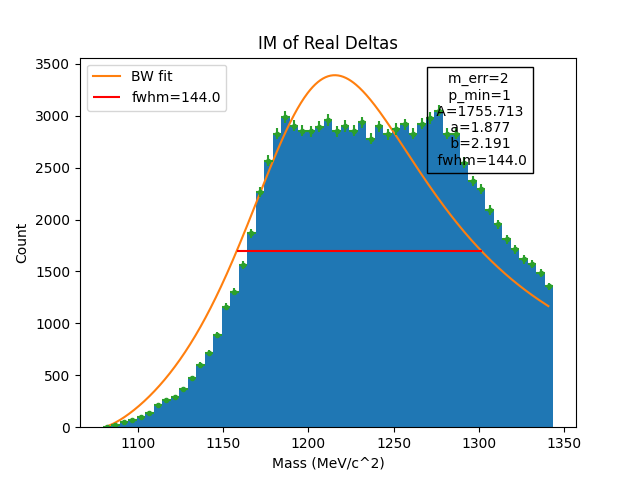 IM of Real Deltas
BW fit
fwhm=144.0
m_err=2
p_min=1
A=1755.713
a=1.877
b=2.191
fwhm=144.0
3500
3000
2500
2000
1500
1000
500
0
Count
1100
1150
1200
1250
1300
1350
Mass (MeV/c^2)